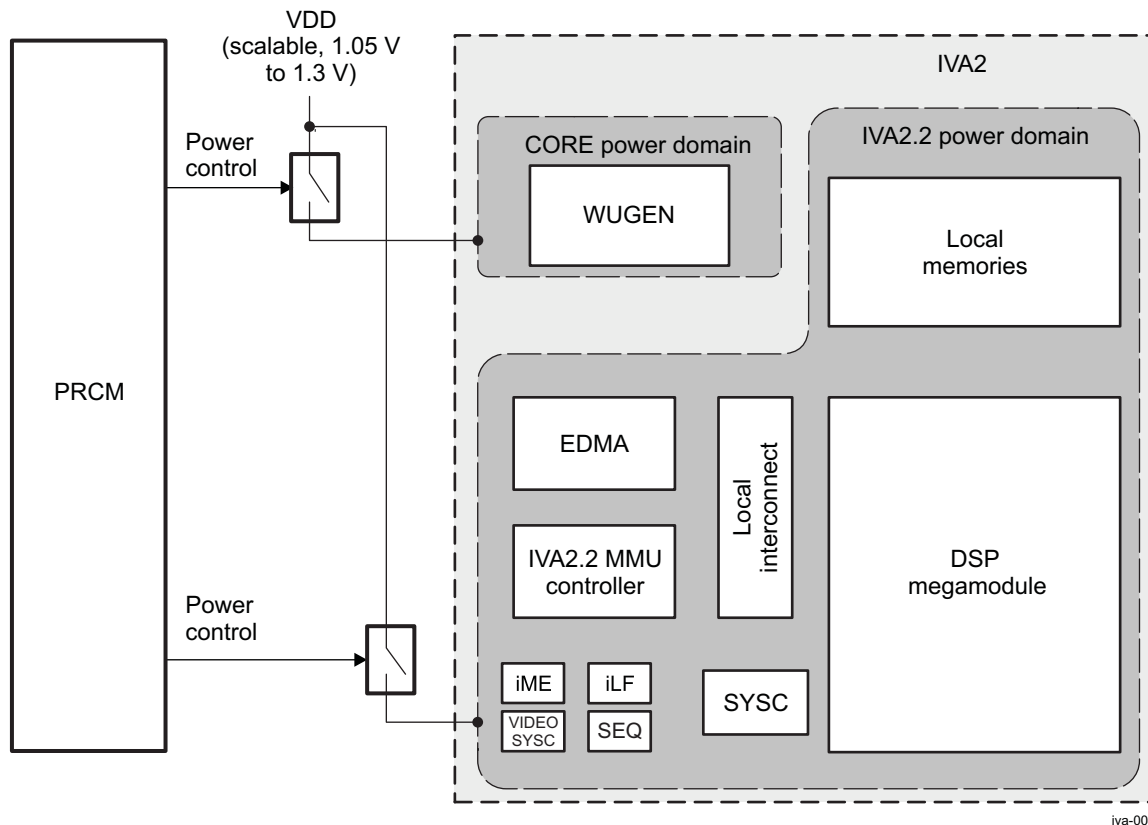 VDD
(scalable, 1.05 V
to 1.3 V)
IVA2
Power
control
CORE power domain
IVA2.2 power domain
WUGEN
Local
memories
PRCM
EDMA
Local
interconnect
IVA2.2 MMU
controller
DSP
megamodule
Power
control
iME
iLF
SYSC
VIDEO
SYSC
SEQ
iva-00